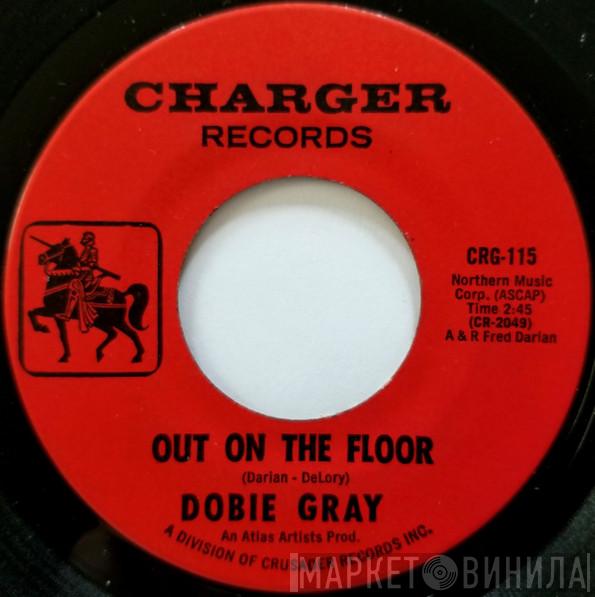 CHARGER
RECORDS
CRG-115
Northern Music
Corp. (ASCAP)
Time 2:45
(CR-2049)
A & R Fred Darian
OUT ON THE FLOOR
(Darian - DeLory)
DOBIE GRAY
An Atlas Artists Prod.
A DIVISION OF CRUSADER RECORDS INC.
МАРКЕТ ВИНИЛА